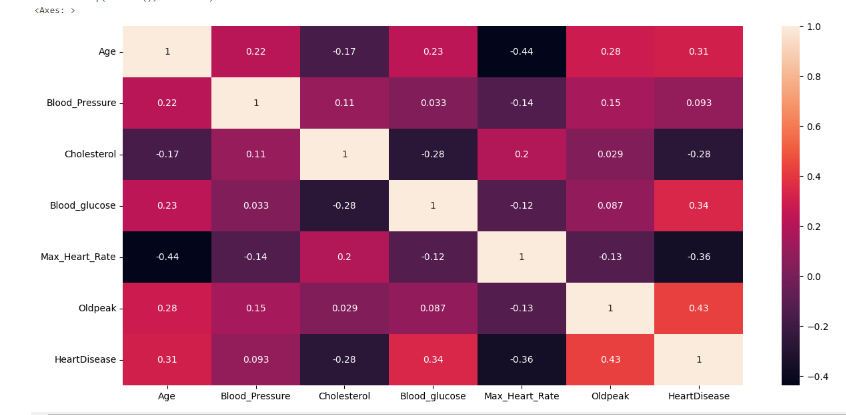 <Axes: >
Age 1 0.22 -0.17 0.23 -0.44 0.28 0.31
Blood_Pressure 0.22 1 0.11 0.033 -0.14 0.15 0.093
Cholesterol -0.17 0.11 1 -0.28 0.2 0.029 -0.28
Blood_glucose 0.23 0.033 -0.28 1 -0.12 0.087 0.34
Max_Heart_Rate -0.44 -0.14 0.2 -0.12 1 -0.13 -0.36
Oldpeak 0.28 0.15 0.029 0.087 -0.13 1 0.43
HeartDisease 0.31 0.093 -0.28 0.34 -0.36 0.43 1
Age Blood_Pressure Cholesterol Blood_glucose Max_Heart_Rate Oldpeak HeartDisease
1.0
0.8
0.6
0.4
0.2
0.0
-0.2
-0.4